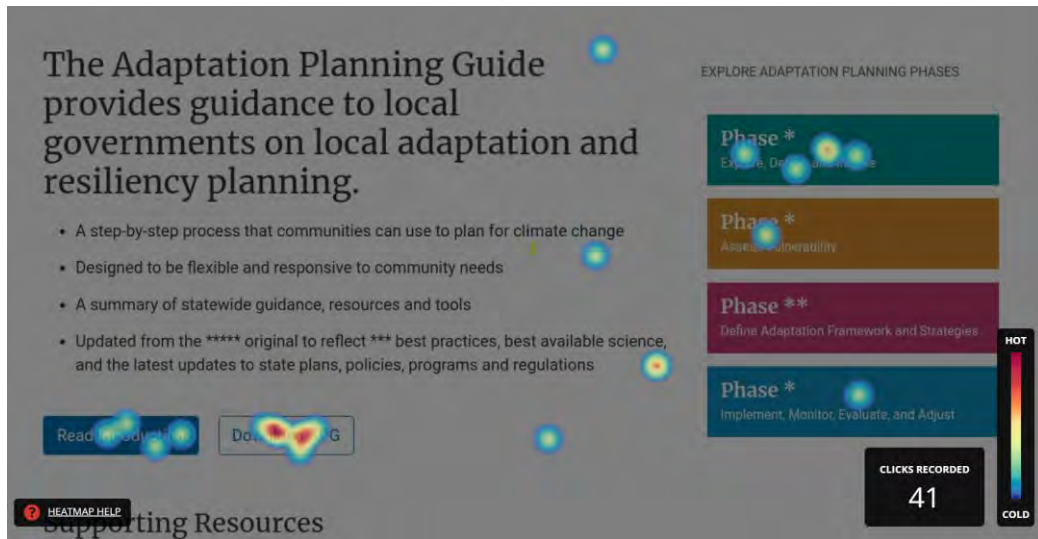 The Adaptation Planning Guide
provides guidance to local
governments on local adaptation and
resiliency planning.
• A step-by-step process that communities can use to plan for climate change
• Designed to be flexible and responsive to community needs
• A summary of statewide guidance, resources and tools
• Updated from the ***** original to reflect *** best practices, best available science,
and the latest updates to state plans, policies, programs and regulations
Read
EXPLORE ADAPTATION PLANNING PHASES
Phase *
Phase *
Assess Vulnerability
Phase **
Define Adaptation Framework and Strategies
Phase *
Implement, Monitor, Evaluate, and Adjust
HOT
COLD
CLICKS RECORDED
41
? HEATMAP HELP
Supporting Resources